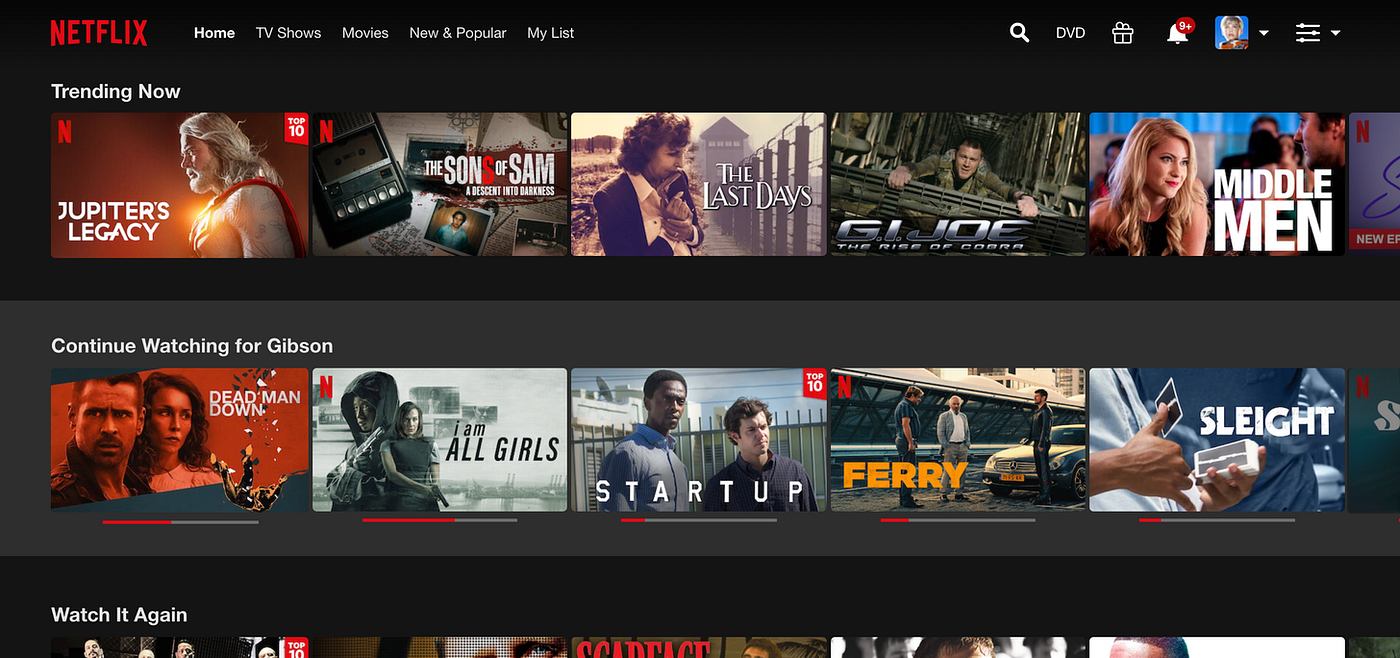 NETFLIX
Home
TV Shows
Movies
New & Popular
My List
DVD
9+
Trending Now
N
JUPITER'S
LEGACY
TOP
10
N
THE SONS OF SAM
A DESCENT INTO DARKNESS
THE
LAST DAYS
G.I. JOE
THE RISE OF COBRA
MIDDLE
MEN
N
NEW
Continue Watching for Gibson
DEAD MAN
DOWN
N
i am
ALL GIRLS
STARTUP
TOP
10
N
FERRY
SLEIGHT
N
Watch It Again
TOP
10
SCARFACE